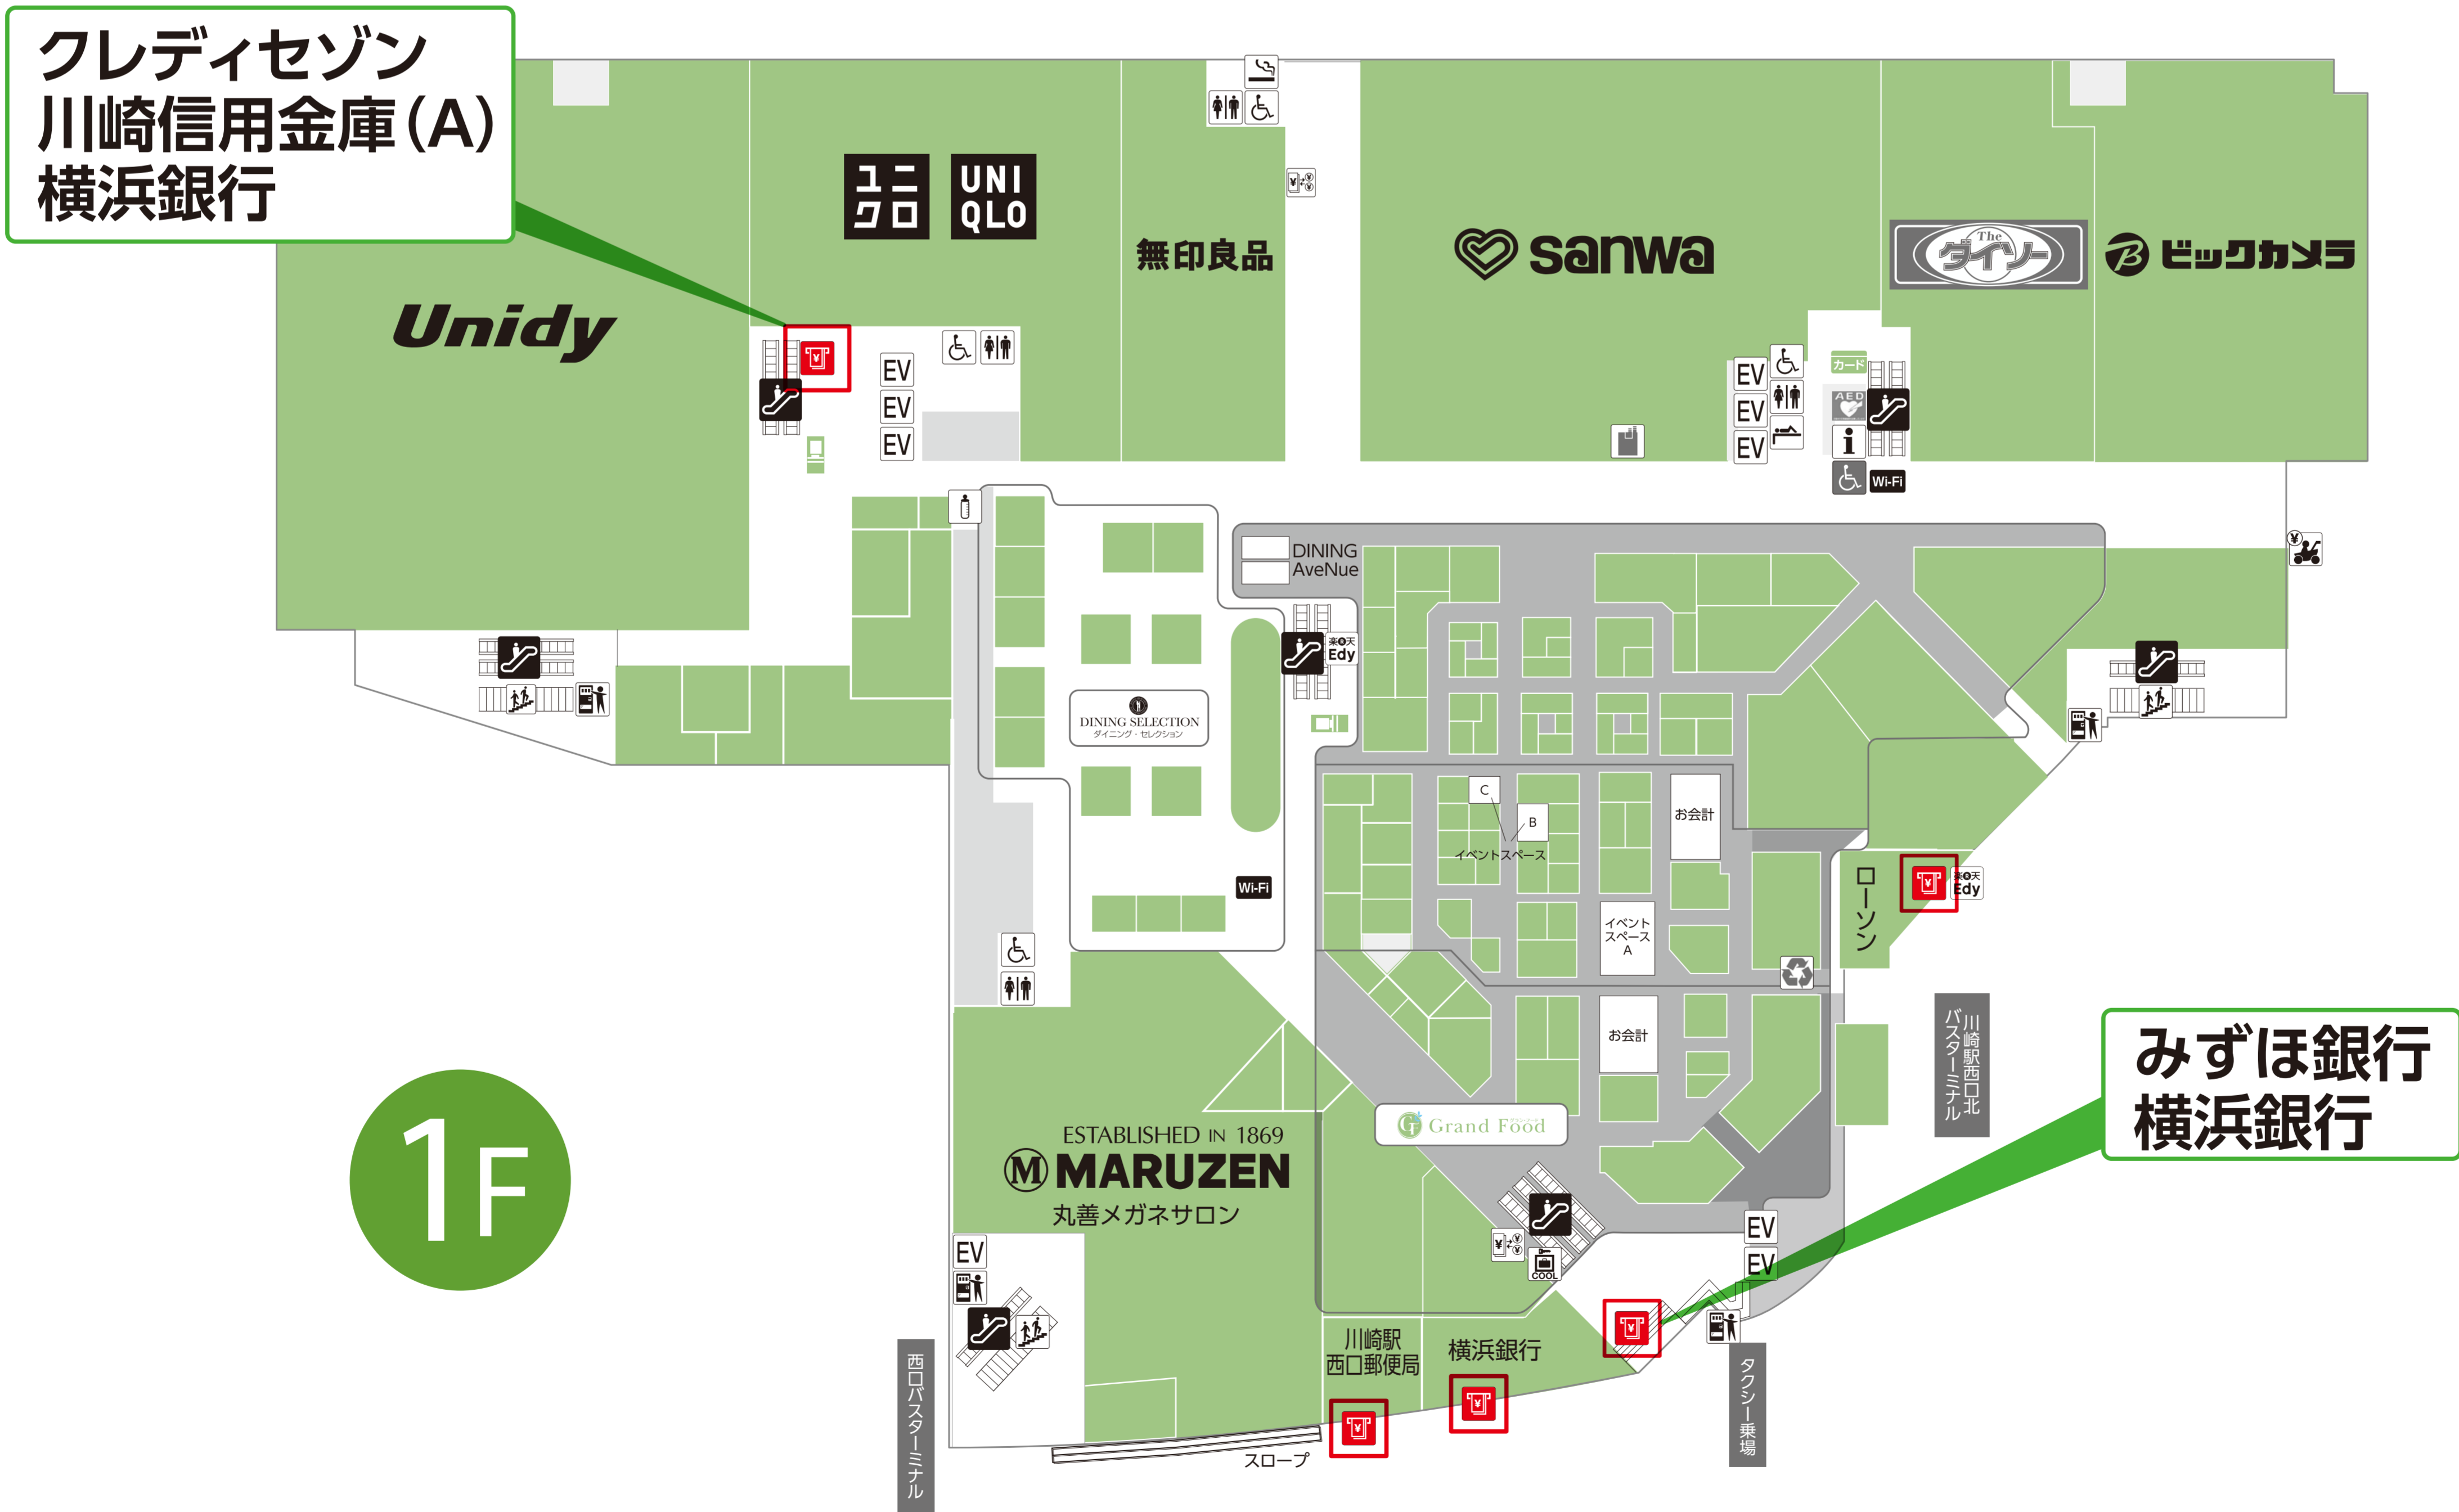 クレディセゾン
川崎信用金庫(A)
横浜銀行
ユニ
クロ
UNI
QLO
無印良品
sanwa
The
ダイソー
ビックカメラ
Unidy
EV
EV
EV
EV
EV
EV
カード
AED
i
Wi-Fi
DINING
AveNue
楽天
Edy
DINING SELECTION
ダイニング・セレクション
C
B
イベントスペース
お会計
Wi-Fi
ローソン
楽天
Edy
イベント
スペース
A
お会計
川崎駅西口北
バスターミナル
みずほ銀行
横浜銀行
1F
Grand Food
ESTABLISHED IN 1869
M MARUZEN
丸善メガネサロン
EV
EV
EV
COOL
川崎駅
西口郵便局
横浜銀行
西口バスターミナル
タクシー乗場
スロープ